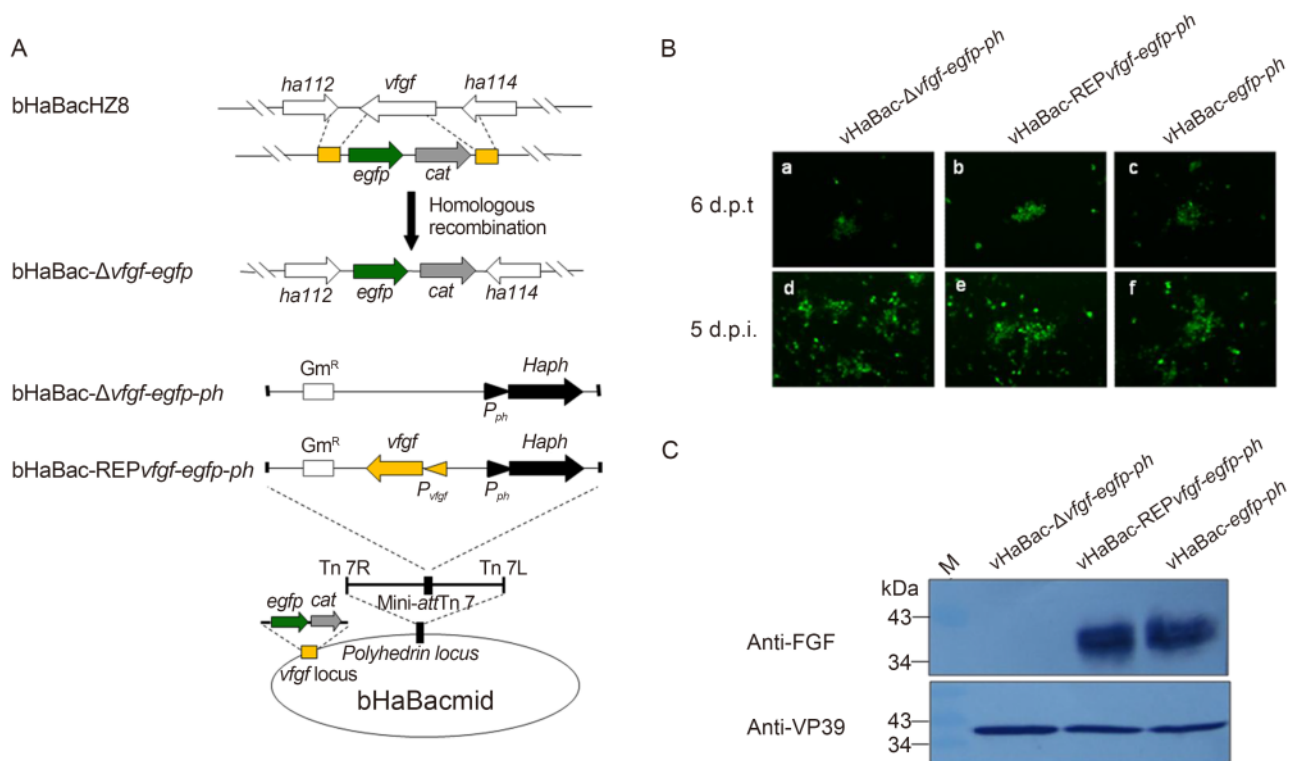 A
ha112 vfgf ha114
bHaBacHZ8
egfp cat
Homologous
recombination
bHaBac-Δvfgf-egfp
ha112 egfp cat ha114
GmR Haph
bHaBac-Δvfgf-egfp-ph
Pph
GmR vfgf Haph
bHaBac-REPvfgf-egfp-ph
Pvfgf Pph
Tn 7R Tn 7L
egfp cat Mini-attTn 7
Polyhedrin locus
vfgf locus
bHaBacmid
B
vHaBac-Δvfgf-egfp-ph
vHaBac-REPvfgf-egfp-ph
vHaBac-egfp-ph
a b c
6 d.p.t
d e f
5 d.p.i.
C
M
vHaBac-Δvfgf-egfp-ph
vHaBac-REPvfgf-egfp-ph
vHaBac-egfp-ph
kDa
43
Anti-FGF
34
43
Anti-VP39
34